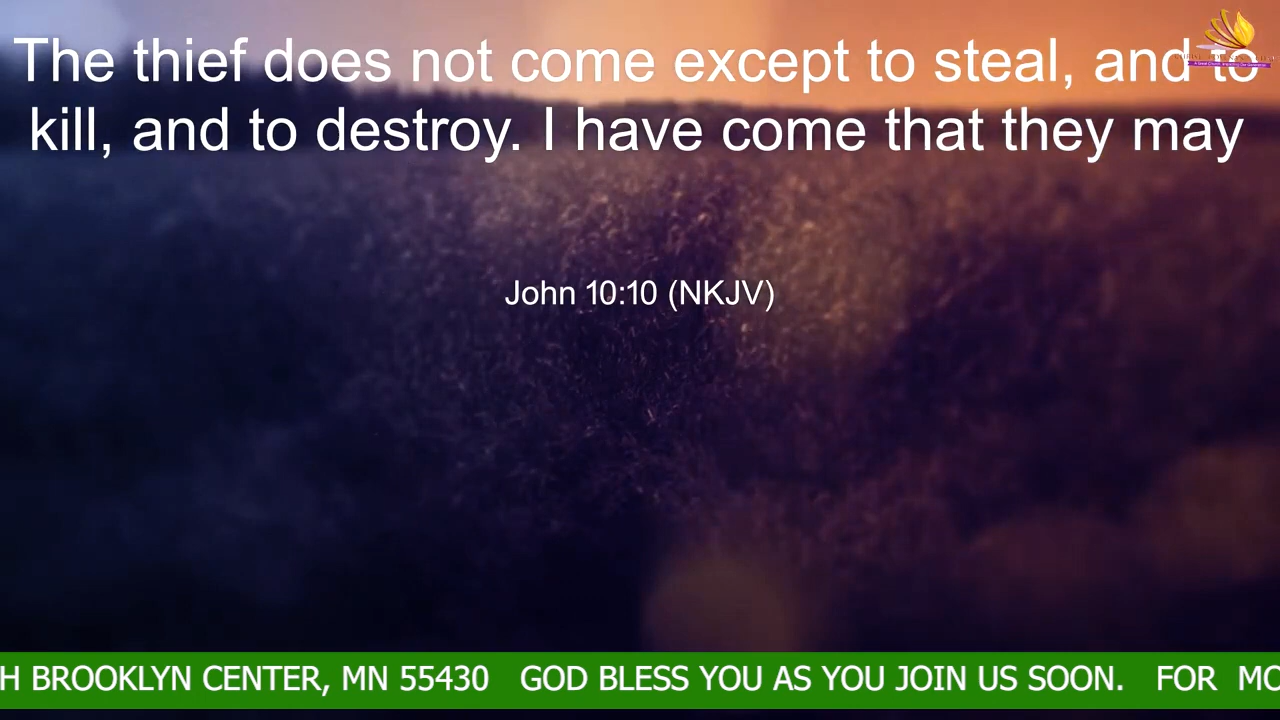 The thief does not come except to steal, and to
kill, and to destroy. I have come that they may
John 10:10 (NKJV)
H BROOKLYN CENTER, MN 55430 GOD BLESS YOU AS YOU JOIN US SOON. FOR MO